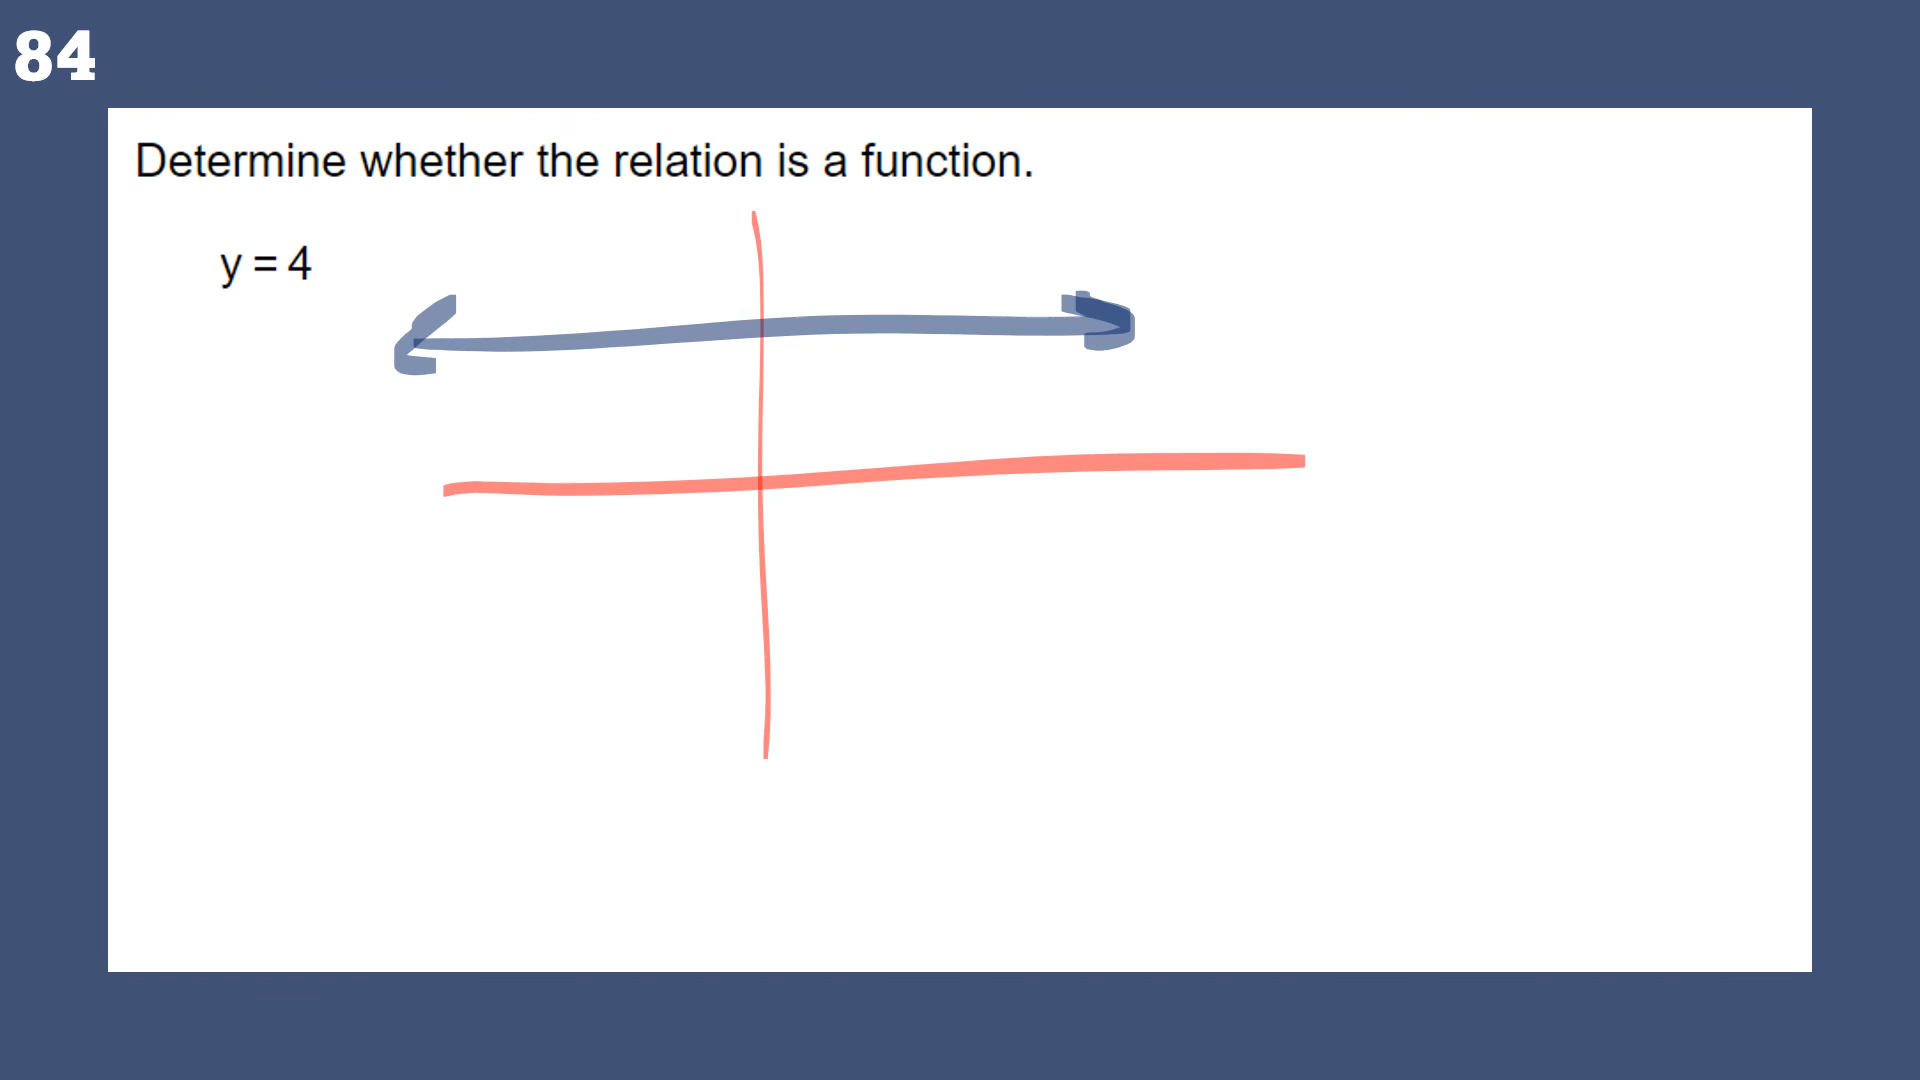 84
Determine whether the relation is a function.
y = 4